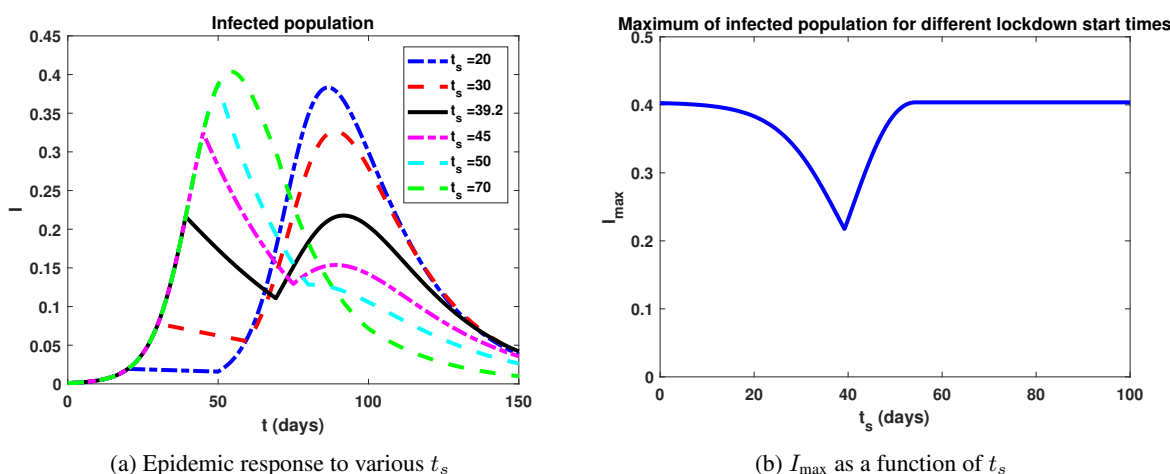 Infected population
0.45
0.4
0.35
0.3
0.25
0.2
0.15
0.1
0.05
0
I
0
50
100
150
t (days)
t_s =20
t_s =30
t_s =39.2
t_s =45
t_s =50
t_s =70
(a) Epidemic response to various t_s
Maximum of infected population for different lockdown start times
0.5
0.4
0.3
0.2
0.1
0
I_max
0
20
40
60
80
100
t_s (days)
(b) I_max as a function of t_s